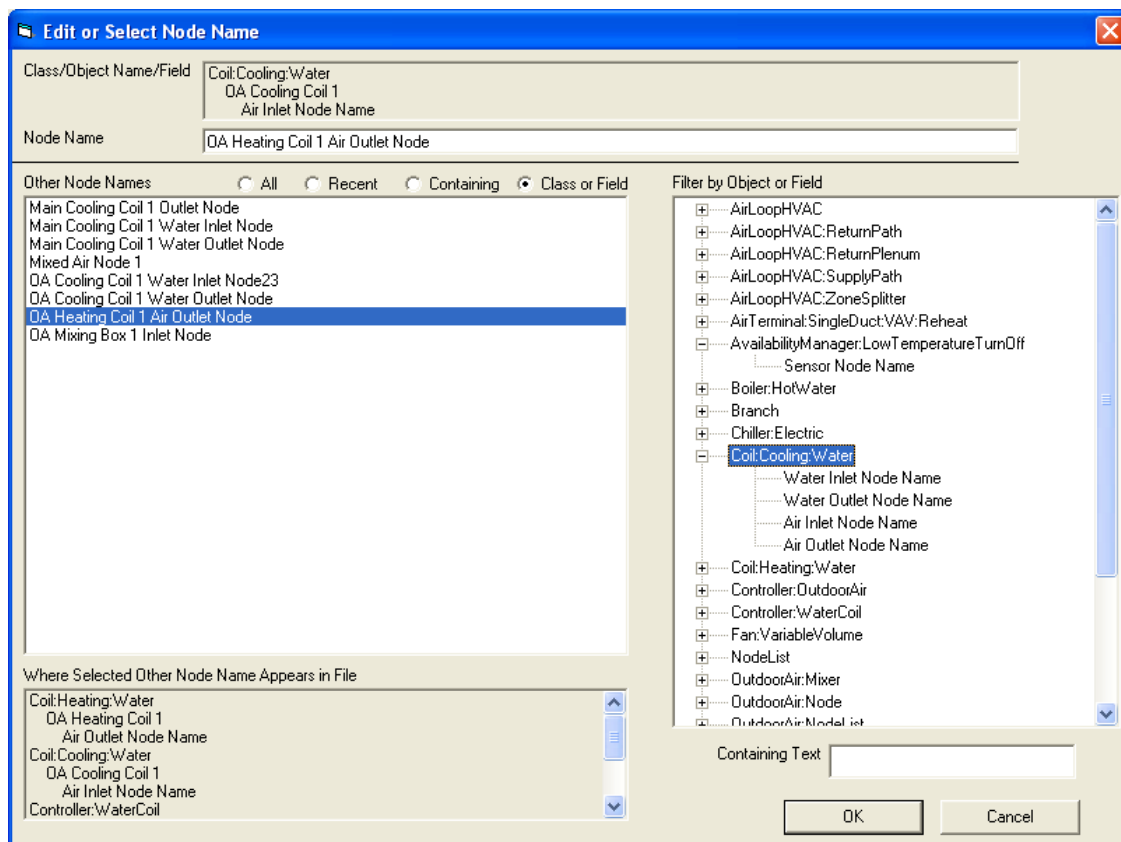 Edit or Select Node Name
Class/Object Name/Field
Coil:Cooling:Water
OA Cooling Coil 1
Air Inlet Node Name
Node Name
OA Heating Coil 1 Air Outlet Node
Other Node Names
All
Recent
Containing
Class or Field
Main Cooling Coil 1 Outlet Node
Main Cooling Coil 1 Water Inlet Node
Main Cooling Coil 1 Water Outlet Node
Mixed Air Node 1
OA Cooling Coil 1 Water Inlet Node23
OA Cooling Coil 1 Water Outlet Node
OA Heating Coil 1 Air Outlet Node
OA Mixing Box 1 Inlet Node
Where Selected Other Node Name Appears in File
Coil:Heating:Water
OA Heating Coil 1
Air Outlet Node Name
Coil:Cooling:Water
OA Cooling Coil 1
Air Inlet Node Name
Controller:WaterCoil
Filter by Object or Field
AirLoopHVAC
AirLoopHVAC:ReturnPath
AirLoopHVAC:ReturnPlenum
AirLoopHVAC:SupplyPath
AirLoopHVAC:ZoneSplitter
AirTerminal:SingleDuct:VAV:Reheat
AvailabilityManager:LowTemperatureTurnOff
Sensor Node Name
Boiler:HotWater
Branch
Chiller:Electric
Coil:Cooling:Water
Water Inlet Node Name
Water Outlet Node Name
Air Inlet Node Name
Air Outlet Node Name
Coil:Heating:Water
Controller:OutdoorAir
Controller:WaterCoil
Fan:VariableVolume
NodeList
OutdoorAir:Mixer
OutdoorAir:Node
OutdoorAir:NodeList
Containing Text
OK
Cancel